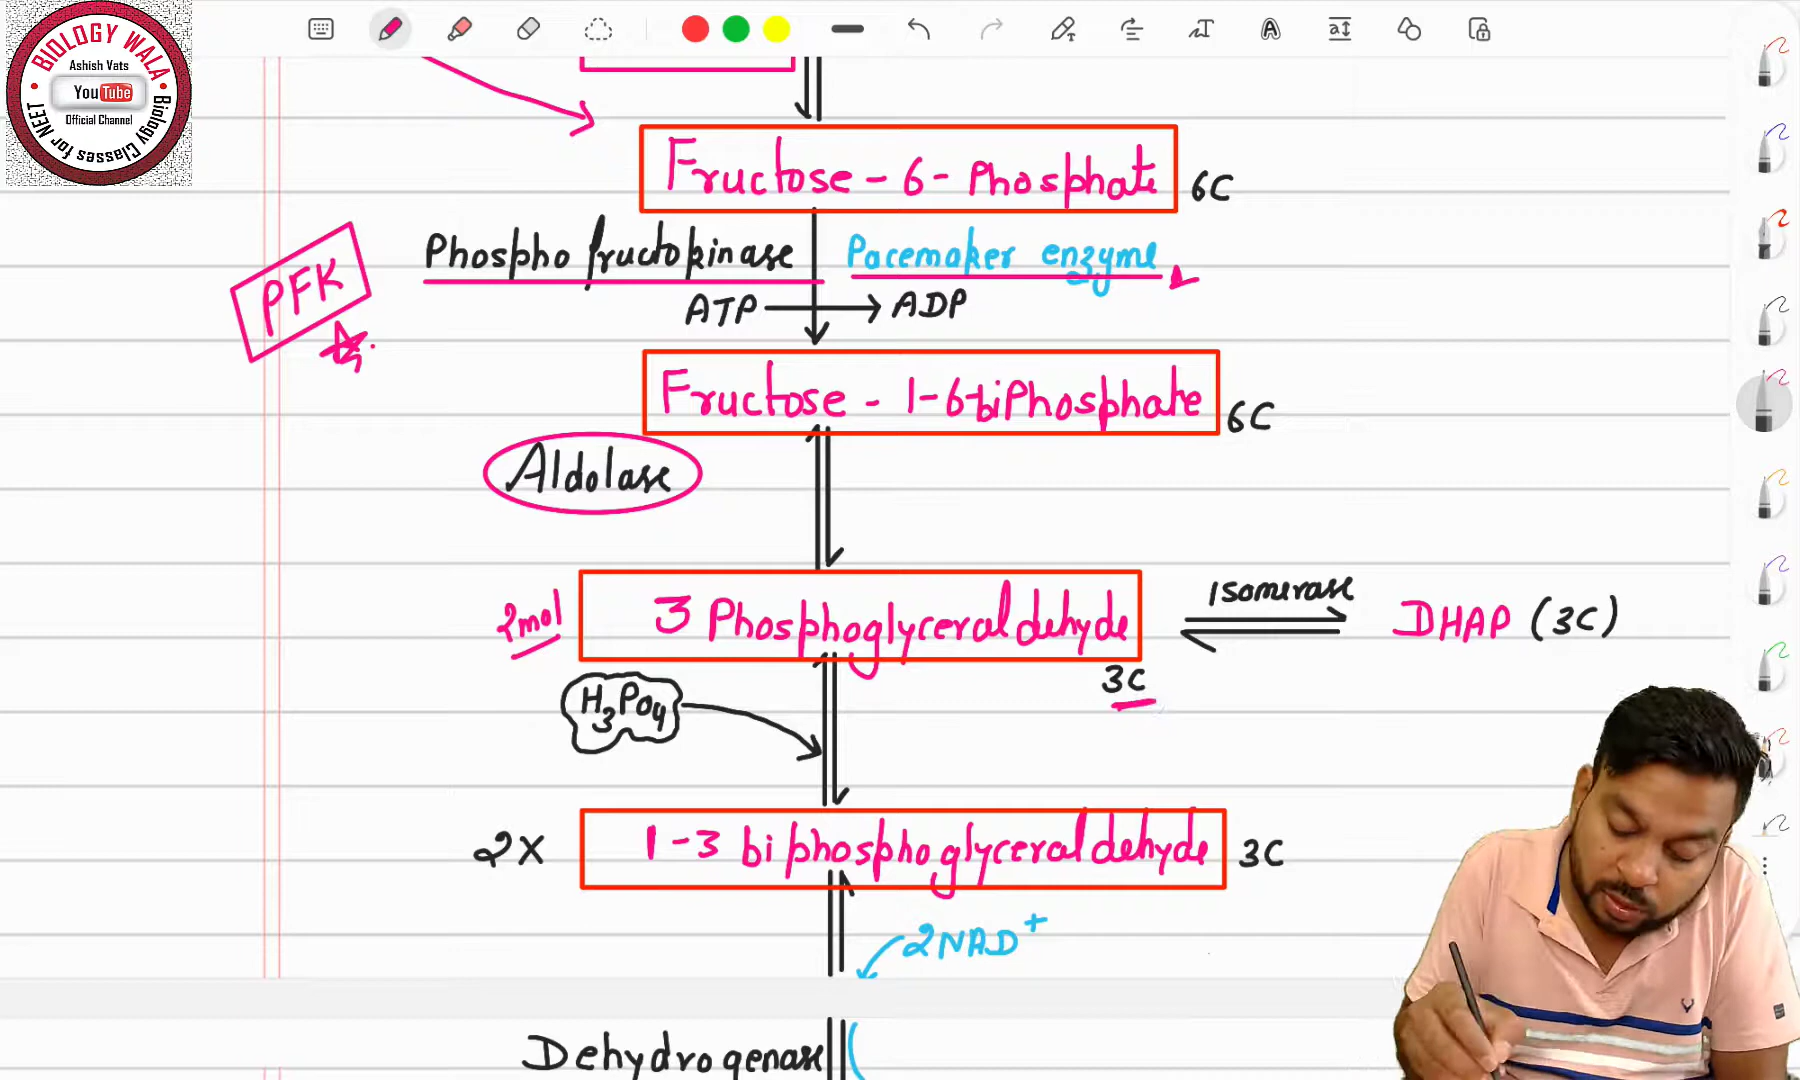 BIOLOGY WALA
Ashish Vats
YouTube
Official Channel
Biology Classes for NEET
Fructose - 6 - Phosphate 6C
Phospho fructokinase Pacemaker enzyme
PFK
ATP → ADP
Fructose - 1-6-biPhosphate 6C
Aldolase
2mol 3 Phosphoglyceraldehyde Isomerase DHAP (3C)
3C
H3PO4
2X 1-3 biphosphoglyceraldehyde 3C
2NAD+
Dehydrogenase